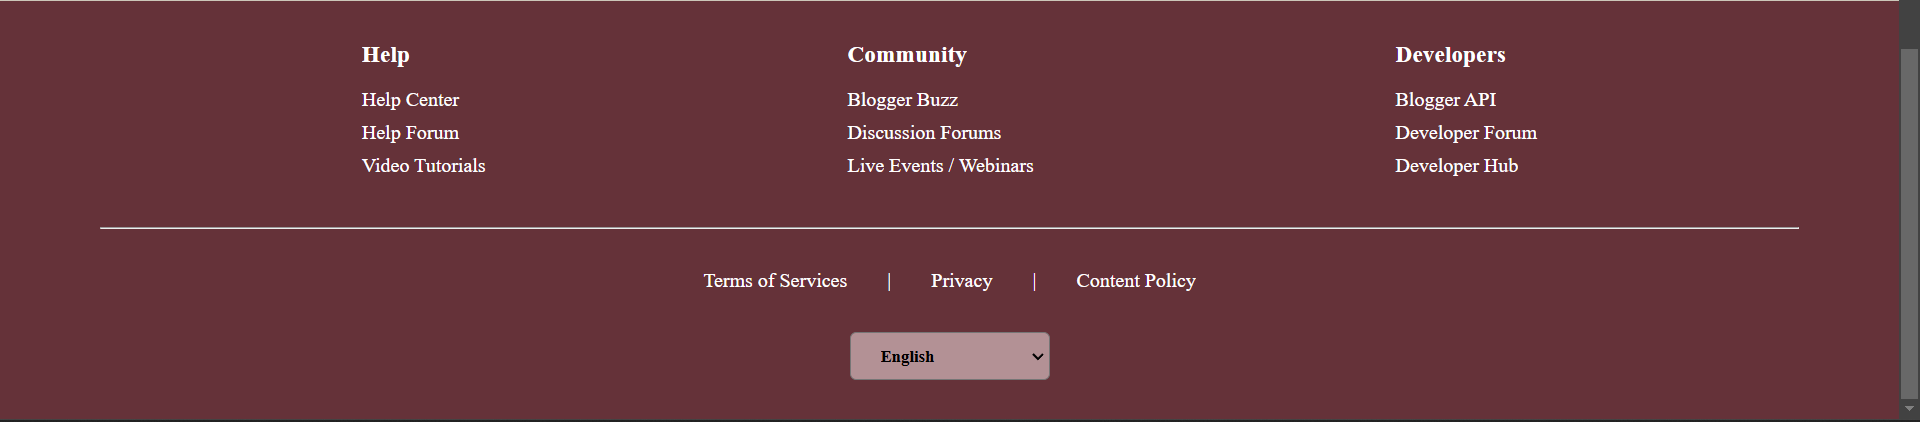 Help
Help Center
Help Forum
Video Tutorials
Community
Blogger Buzz
Discussion Forums
Live Events / Webinars
Developers
Blogger API
Developer Forum
Developer Hub
Terms of Services | Privacy | Content Policy
English